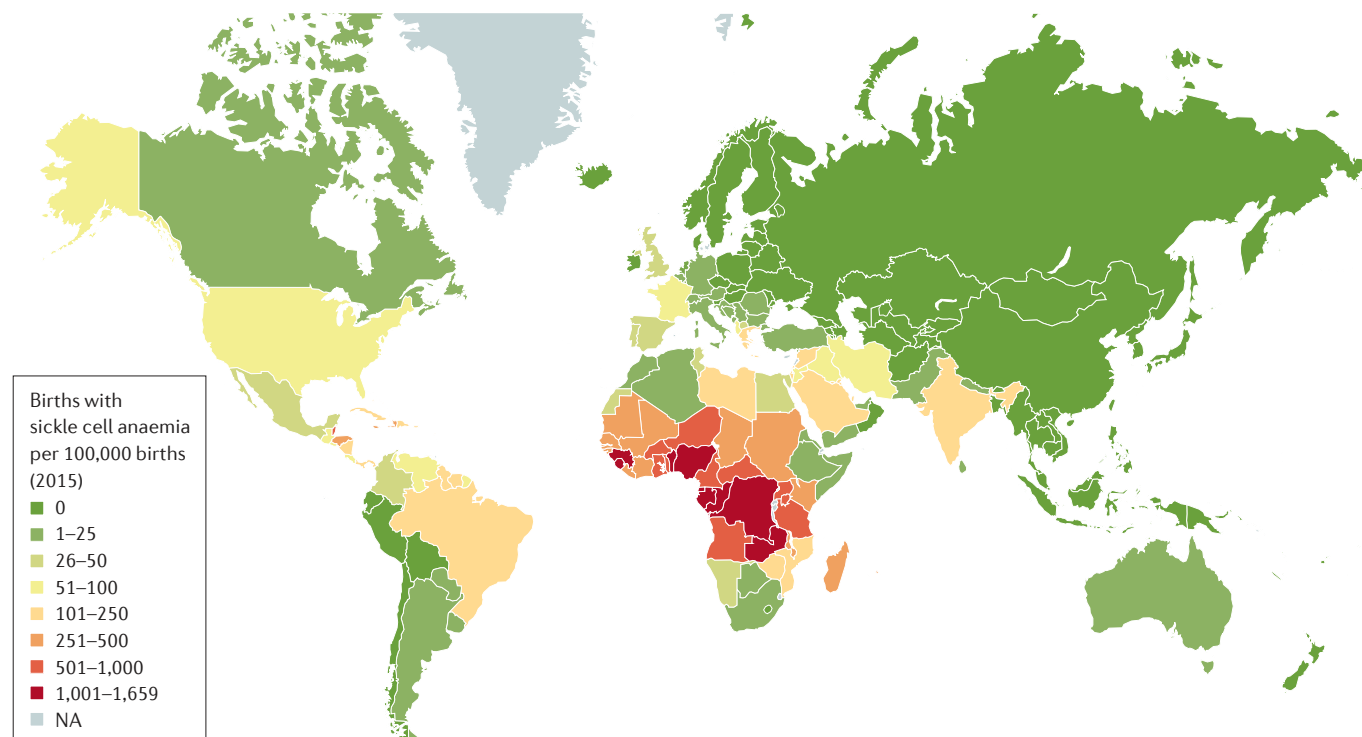 Births with
sickle cell anaemia
per 100,000 births
(2015)
0
1–25
26–50
51–100
101–250
251–500
501–1,000
1,001–1,659
NA